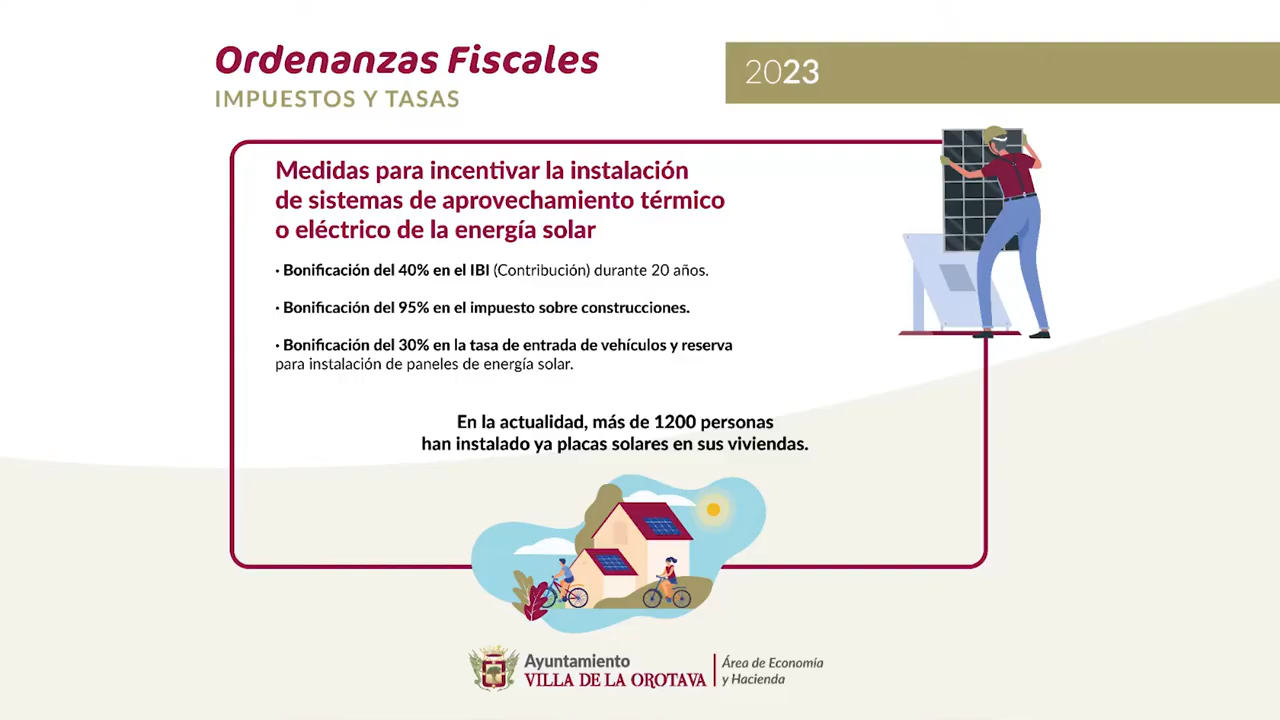 Ordenanzas Fiscales
IMPUESTOS Y TASAS
2023
Medidas para incentivar la instalación
de sistemas de aprovechamiento térmico
o eléctrico de la energía solar
· Bonificación del 40% en el IBI (Contribución) durante 20 años.
· Bonificación del 95% en el impuesto sobre construcciones.
· Bonificación del 30% en la tasa de entrada de vehículos y reserva
para instalación de paneles de energía solar.
En la actualidad, más de 1200 personas
han instalado ya placas solares en sus viviendas.
Ayuntamiento
VILLA DE LA OROTAVA
Área de Economía
y Hacienda